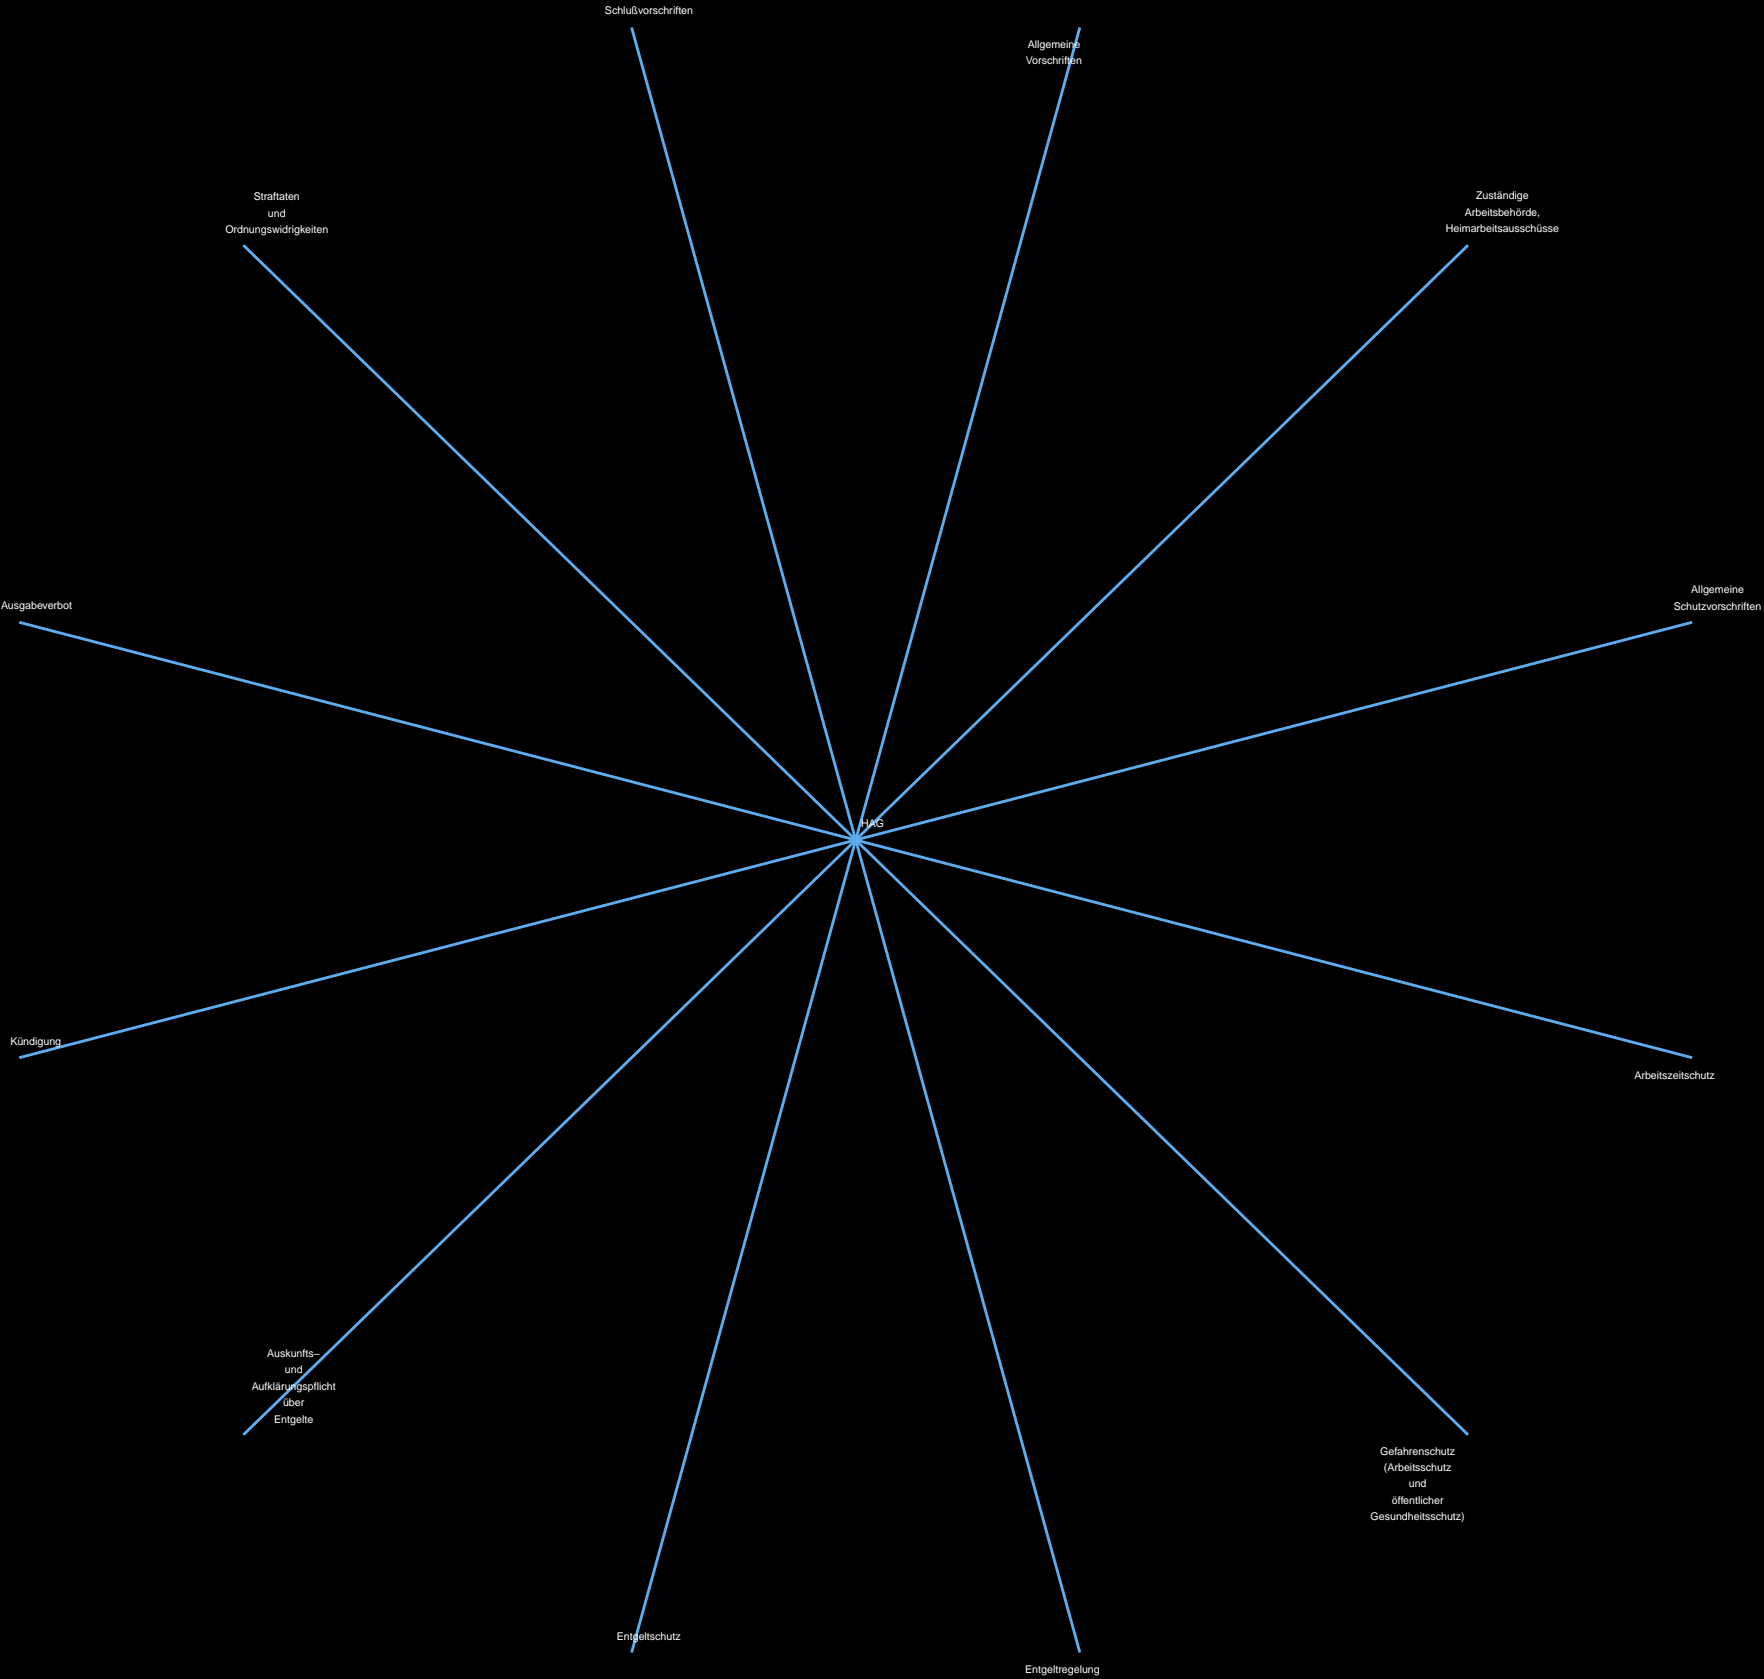 Schlußvorschriften
Allgemeine
Vorschriften
Straftaten
und
Ordnungswidrigkeiten
Zuständige
Arbeitsbehörde,
Heimarbeitsausschüsse
Ausgabeverbot
Allgemeine
Schutzvorschriften
HAG
Kündigung
Arbeitszeitschutz
Auskunfts–
und
Aufklärungspflicht
über
Entgelte
Gefahrenschutz
(Arbeitsschutz
und
öffentlicher
Gesundheitsschutz)
Entgeltschutz
Entgeltregelung